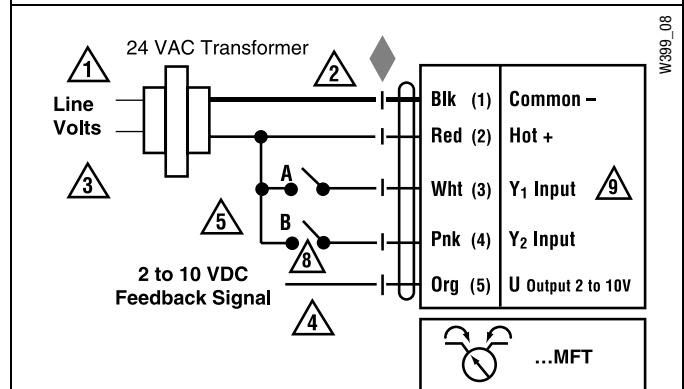 W399_08
24 VAC Transformer
1
2
Line
Volts
3
Blk (1) Common –
Red (2) Hot +
A
Wht (3) Y₁ Input
9
5
B
8
Pnk (4) Y₂ Input
2 to 10 VDC
Feedback Signal
4
Org (5) U Output 2 to 10V
...MFT